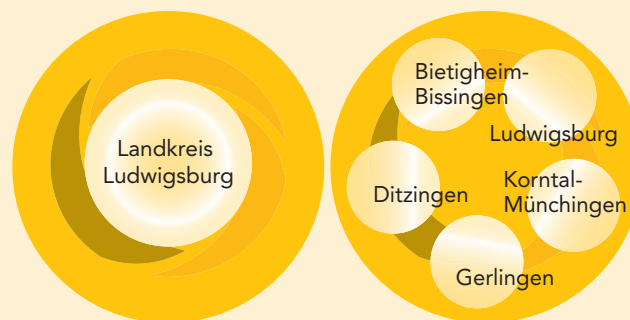 Landkreis
Ludwigsburg
Bietigheim-
Bissingen
Ludwigsburg
Ditzingen
Korntal-
Münchingen
Gerlingen